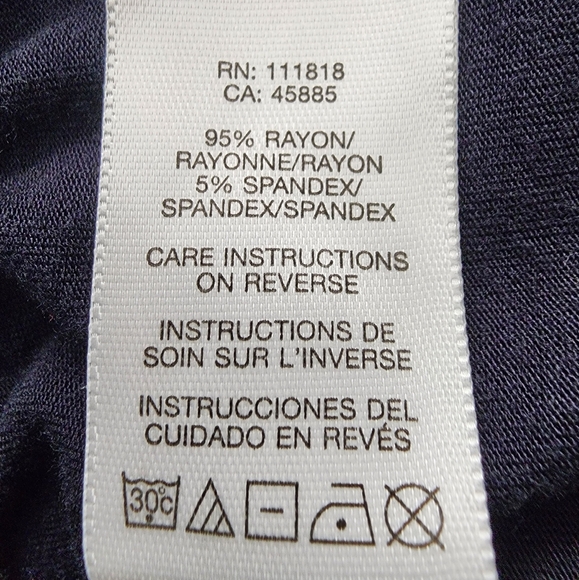 RN: 111818
CA: 45885
95% RAYON/
RAYONNE/RAYON
5% SPANDEX/
SPANDEX/SPANDEX
CARE INSTRUCTIONS
ON REVERSE
INSTRUCTIONS DE
SOIN SUR L'INVERSE
INSTRUCCIONES DEL
CUIDADO EN REVÉS
30°C